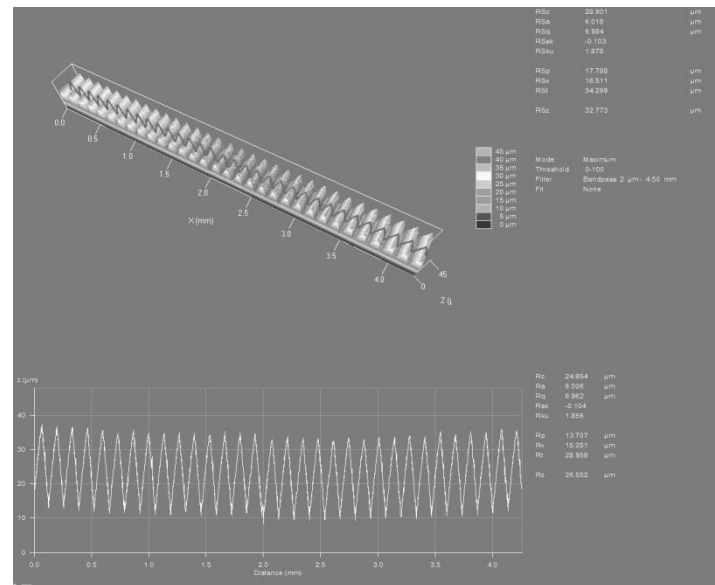 RSc 28.901 µm
RSa 6.018 µm
RSq 6.984 µm
RSsk -0.103
RSku 1.878
RSp 17.788 µm
RSv 16.511 µm
RSt 34.299 µm
RSz 32.773 µm
0.0
0.5
1.0
1.5
2.0
2.5
3.0
3.5
4.0
X (mm)
0
45
45 µm
40 µm
35 µm
30 µm
25 µm
20 µm
15 µm
10 µm
5 µm
0 µm
Mode Maximum
Threshold 5-100
Filter Bandpass 2 µm - 4.50 mm
Fit None
z (µm)
40
30
20
10
0
0.0 0.5 1.0 1.5 2.0 2.5 3.0 3.5 4.0
Distance (mm)
Rc 24.854 µm
Ra 6.006 µm
Rq 6.962 µm
Rsk -0.104
Rku 1.856
Rp 13.707 µm
Rv 15.251 µm
Rt 28.958 µm
Rz 26.552 µm